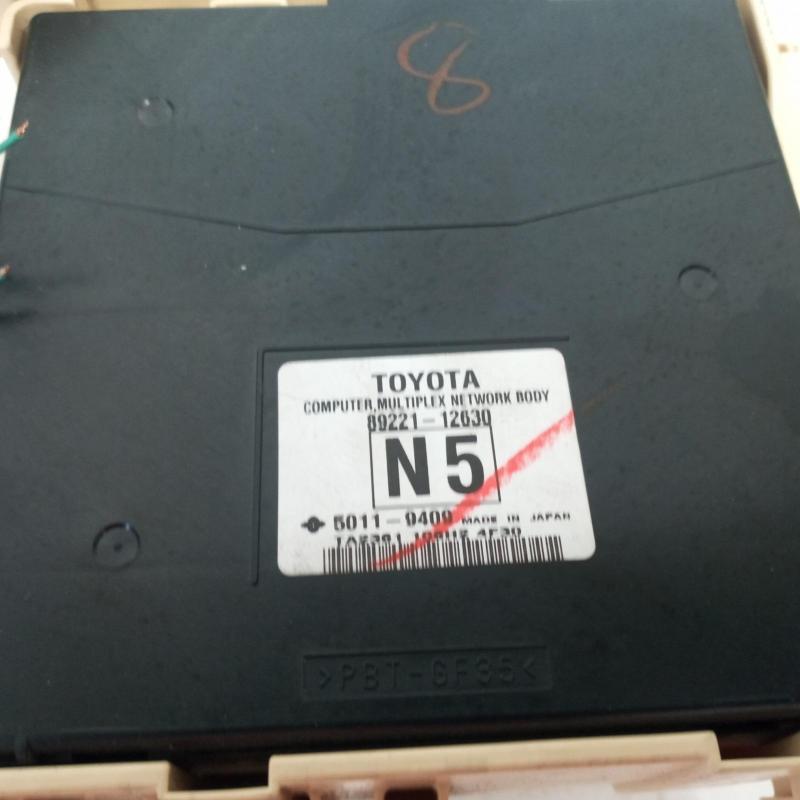 8
TOYOTA
COMPUTER,MULTIPLEX NETWORK BODY
89221-12630
N5
5011-9409 MADE IN JAPAN
>PBT-GF35<